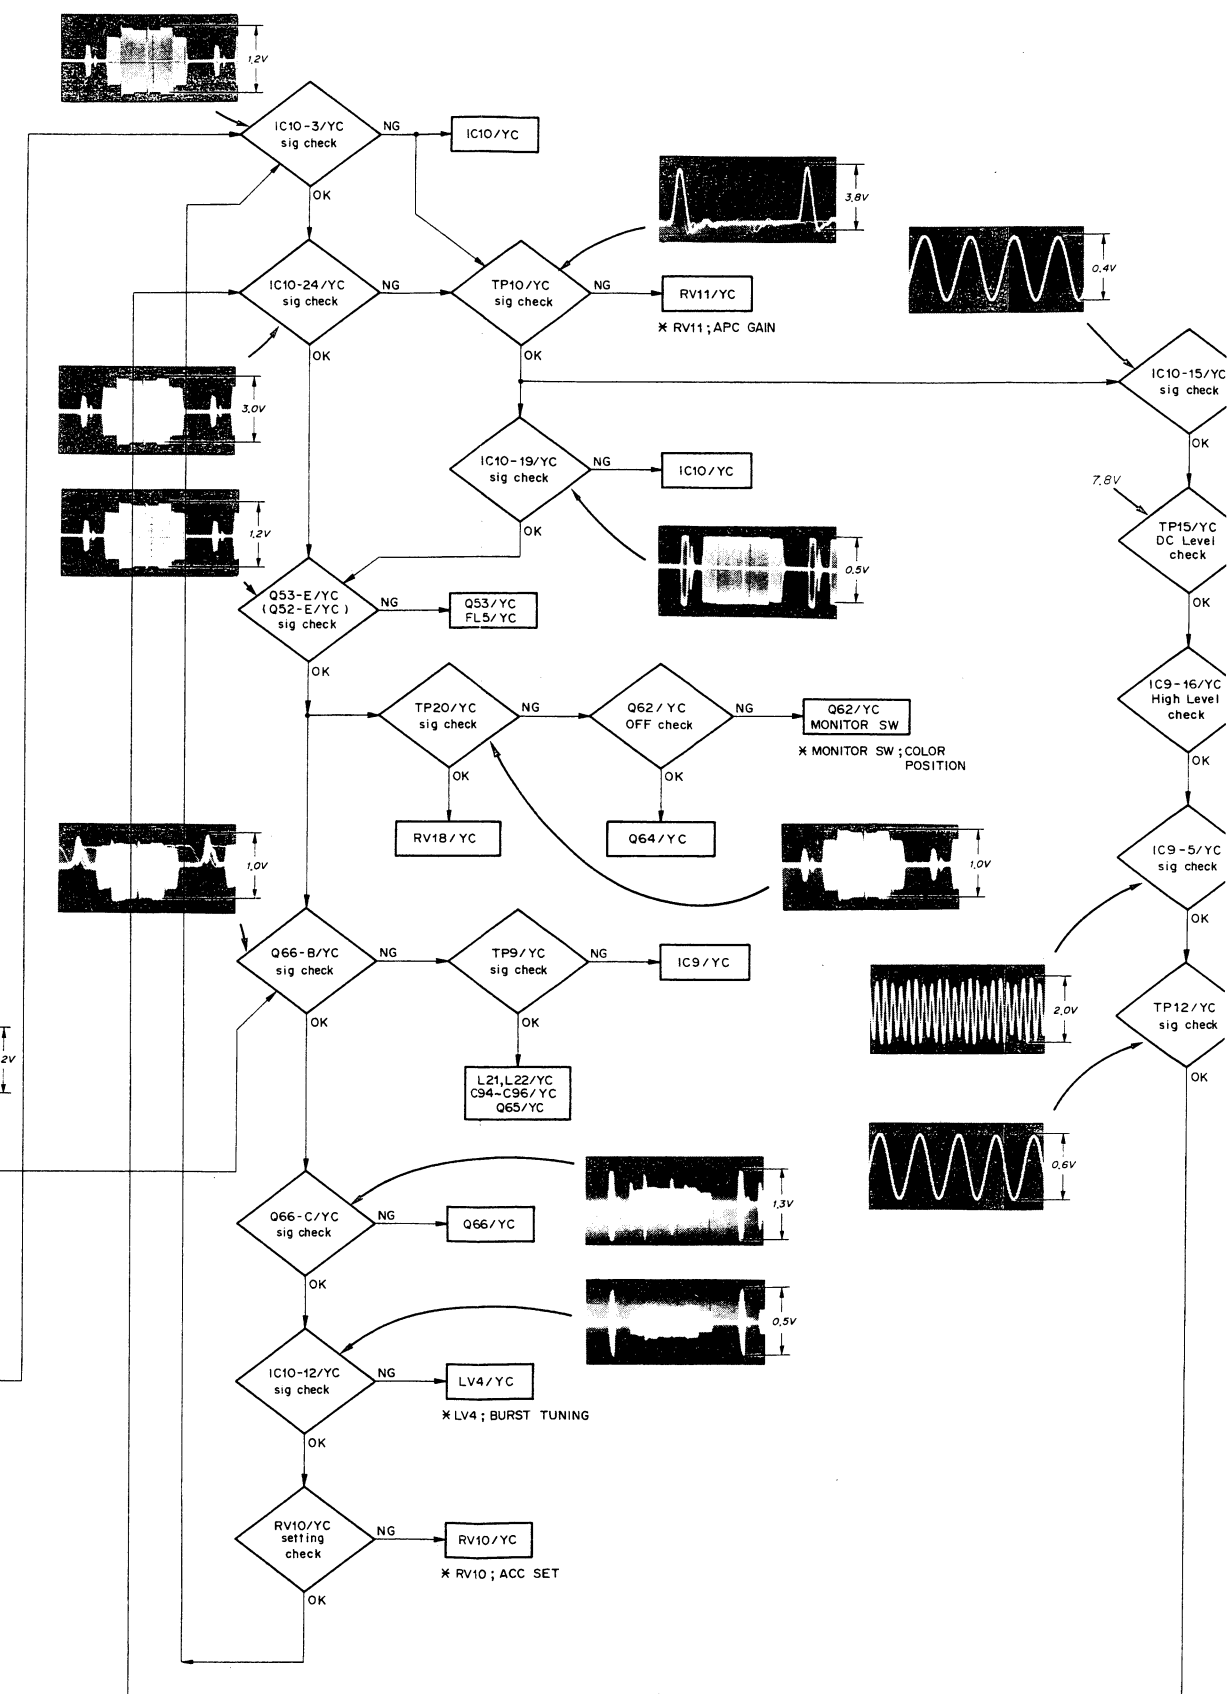 1.2V
IC10-3/YC
sig check
NG
IC10/YC
OK
3.8V
IC10-24/YC
sig check
NG
TP10/YC
sig check
NG
RV11/YC
* RV11; APC GAIN
OK
OK
0.4V
IC10-15/YC
sig check
OK
3.0V
IC10-19/YC
sig check
NG
IC10/YC
OK
7.8V
TP15/YC
DC Level
check
OK
1.2V
0.5V
Q53-E/YC
(Q52-E/YC)
sig check
NG
Q53/YC
FL5/YC
OK
TP20/YC
sig check
NG
Q62/YC
OFF check
NG
Q62/YC
MONITOR SW
* MONITOR SW; COLOR
POSITION
OK
OK
RV18/YC
Q64/YC
IC9-16/YC
High Level
check
OK
1.0V
1.0V
IC9-5/YC
sig check
OK
Q66-B/YC
sig check
NG
TP9/YC
sig check
NG
IC9/YC
OK
OK
2.0V
TP12/YC
sig check
OK
2V
L21,L22/YC
C94~C96/YC
Q65/YC
0.6V
1.3V
Q66-C/YC
sig check
NG
Q66/YC
OK
0.5V
IC10-12/YC
sig check
NG
LV4/YC
* LV4; BURST TUNING
OK
RV10/YC
setting
check
NG
RV10/YC
* RV10; ACC SET
OK